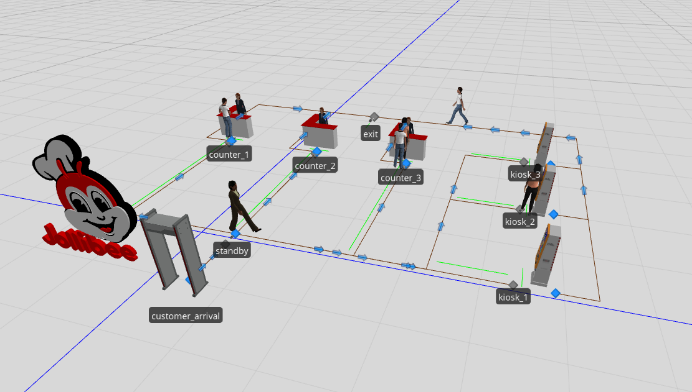 counter_1
counter_2
exit
counter_3
kiosk_3
kiosk_2
Jollibee
standby
kiosk_1
customer_arrival